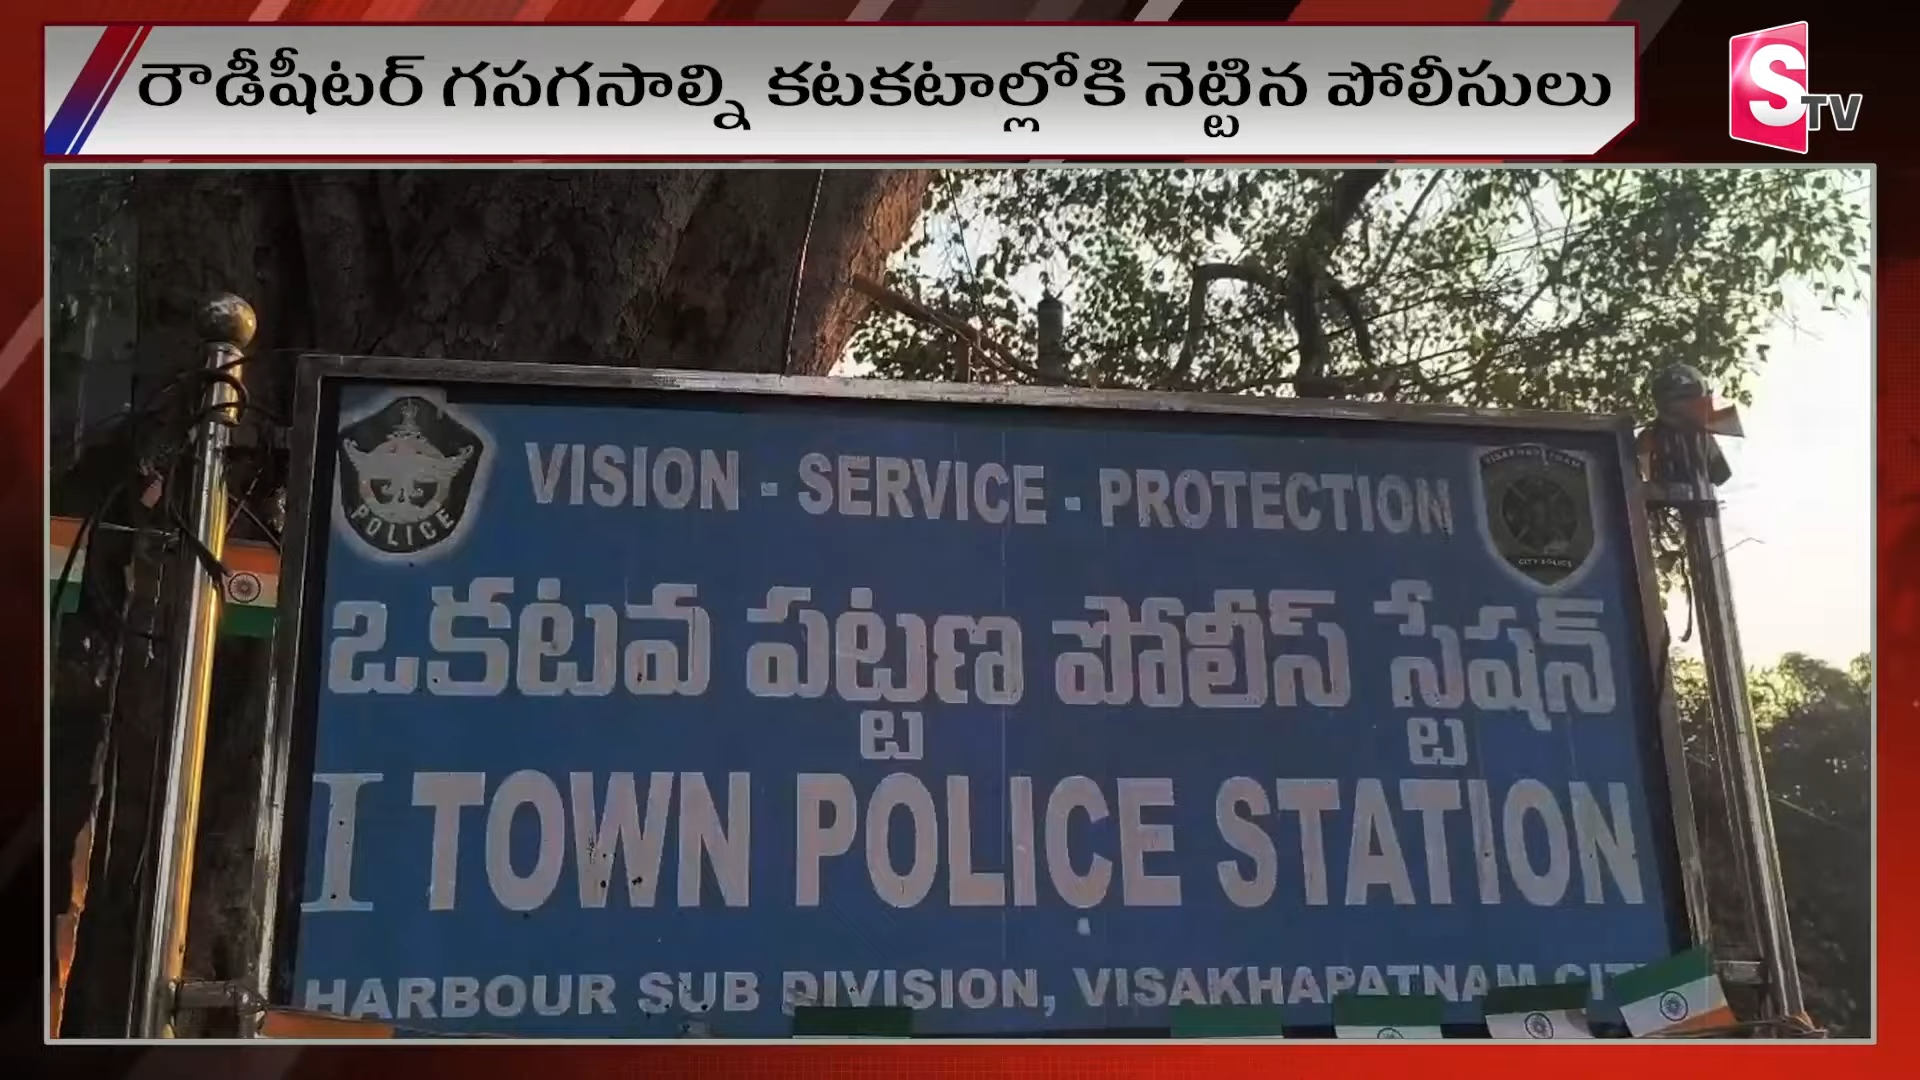 రౌడీషీటర్ గసగసాల్ని కటకటాల్లోకి నెట్టిన పోలీసులు
S TV
VISION - SERVICE - PROTECTION
POLICE
VISAKHAPATNAM
CITY POLICE
ఒకటవ పట్టణ పోలీస్ స్టేషన్
I TOWN POLICE STATION
HARBOUR SUB DIVISION, VISAKHAPATNAM CITY